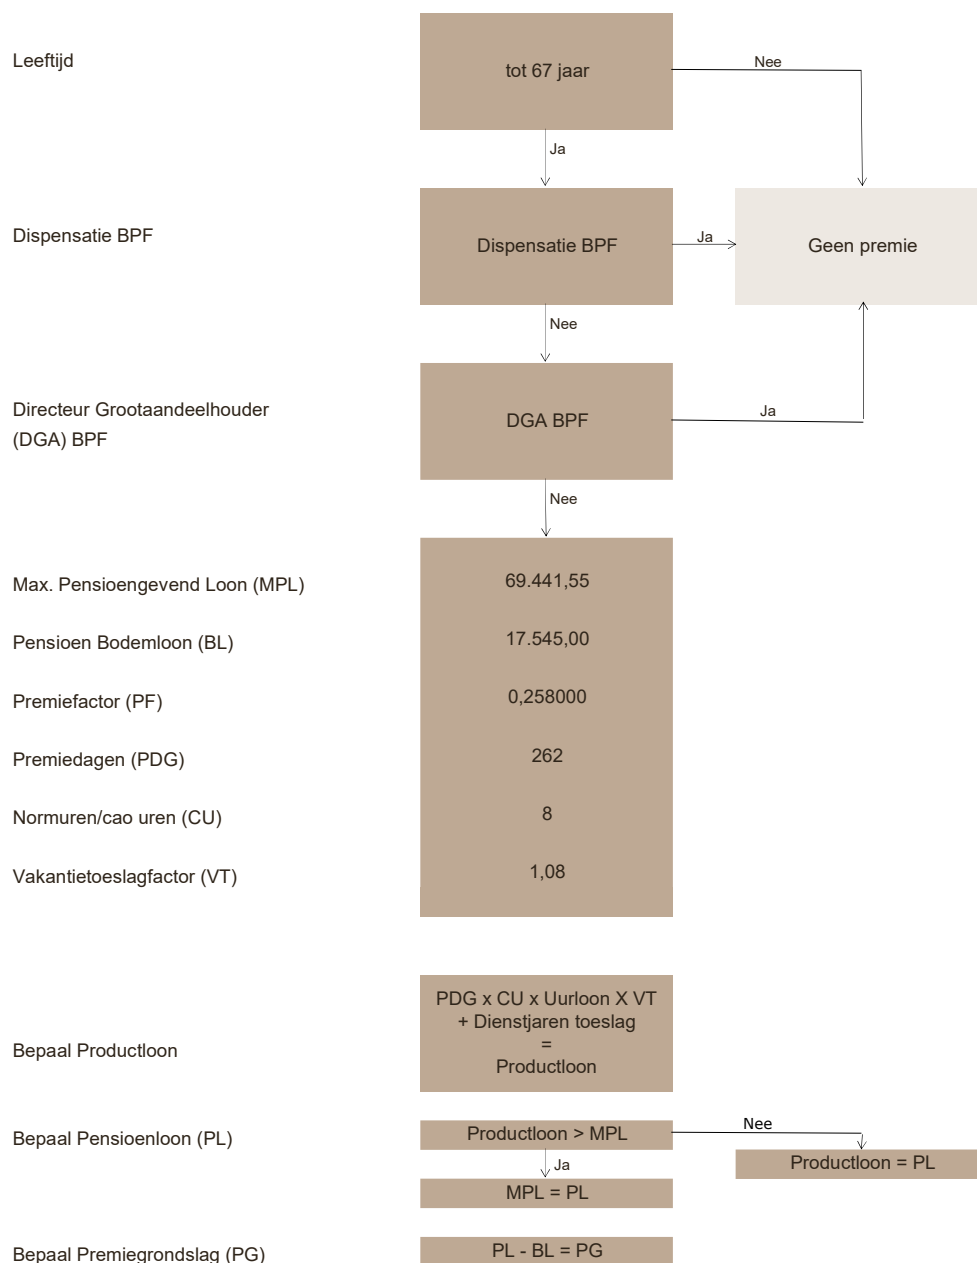 Leeftijd
tot 67 jaar
Nee
Ja
Dispensatie BPF
Dispensatie BPF
Ja
Geen premie
Nee
Directeur Grootaandeelhouder
(DGA) BPF
DGA BPF
Ja
Nee
Max. Pensioengevend Loon (MPL)
69.441,55
Pensioen Bodemloon (BL)
17.545,00
Premiefactor (PF)
0,258000
Premiedagen (PDG)
262
Normuren/cao uren (CU)
8
Vakantietoeslagfactor (VT)
1,08
Bepaal Productloon
PDG x CU x Uurloon X VT
+ Dienstjaren toeslag
=
Productloon
Bepaal Pensioenloon (PL)
Productloon > MPL
Nee
Ja
Productloon = PL
MPL = PL
Bepaal Premiegrondslag (PG)
PL - BL = PG